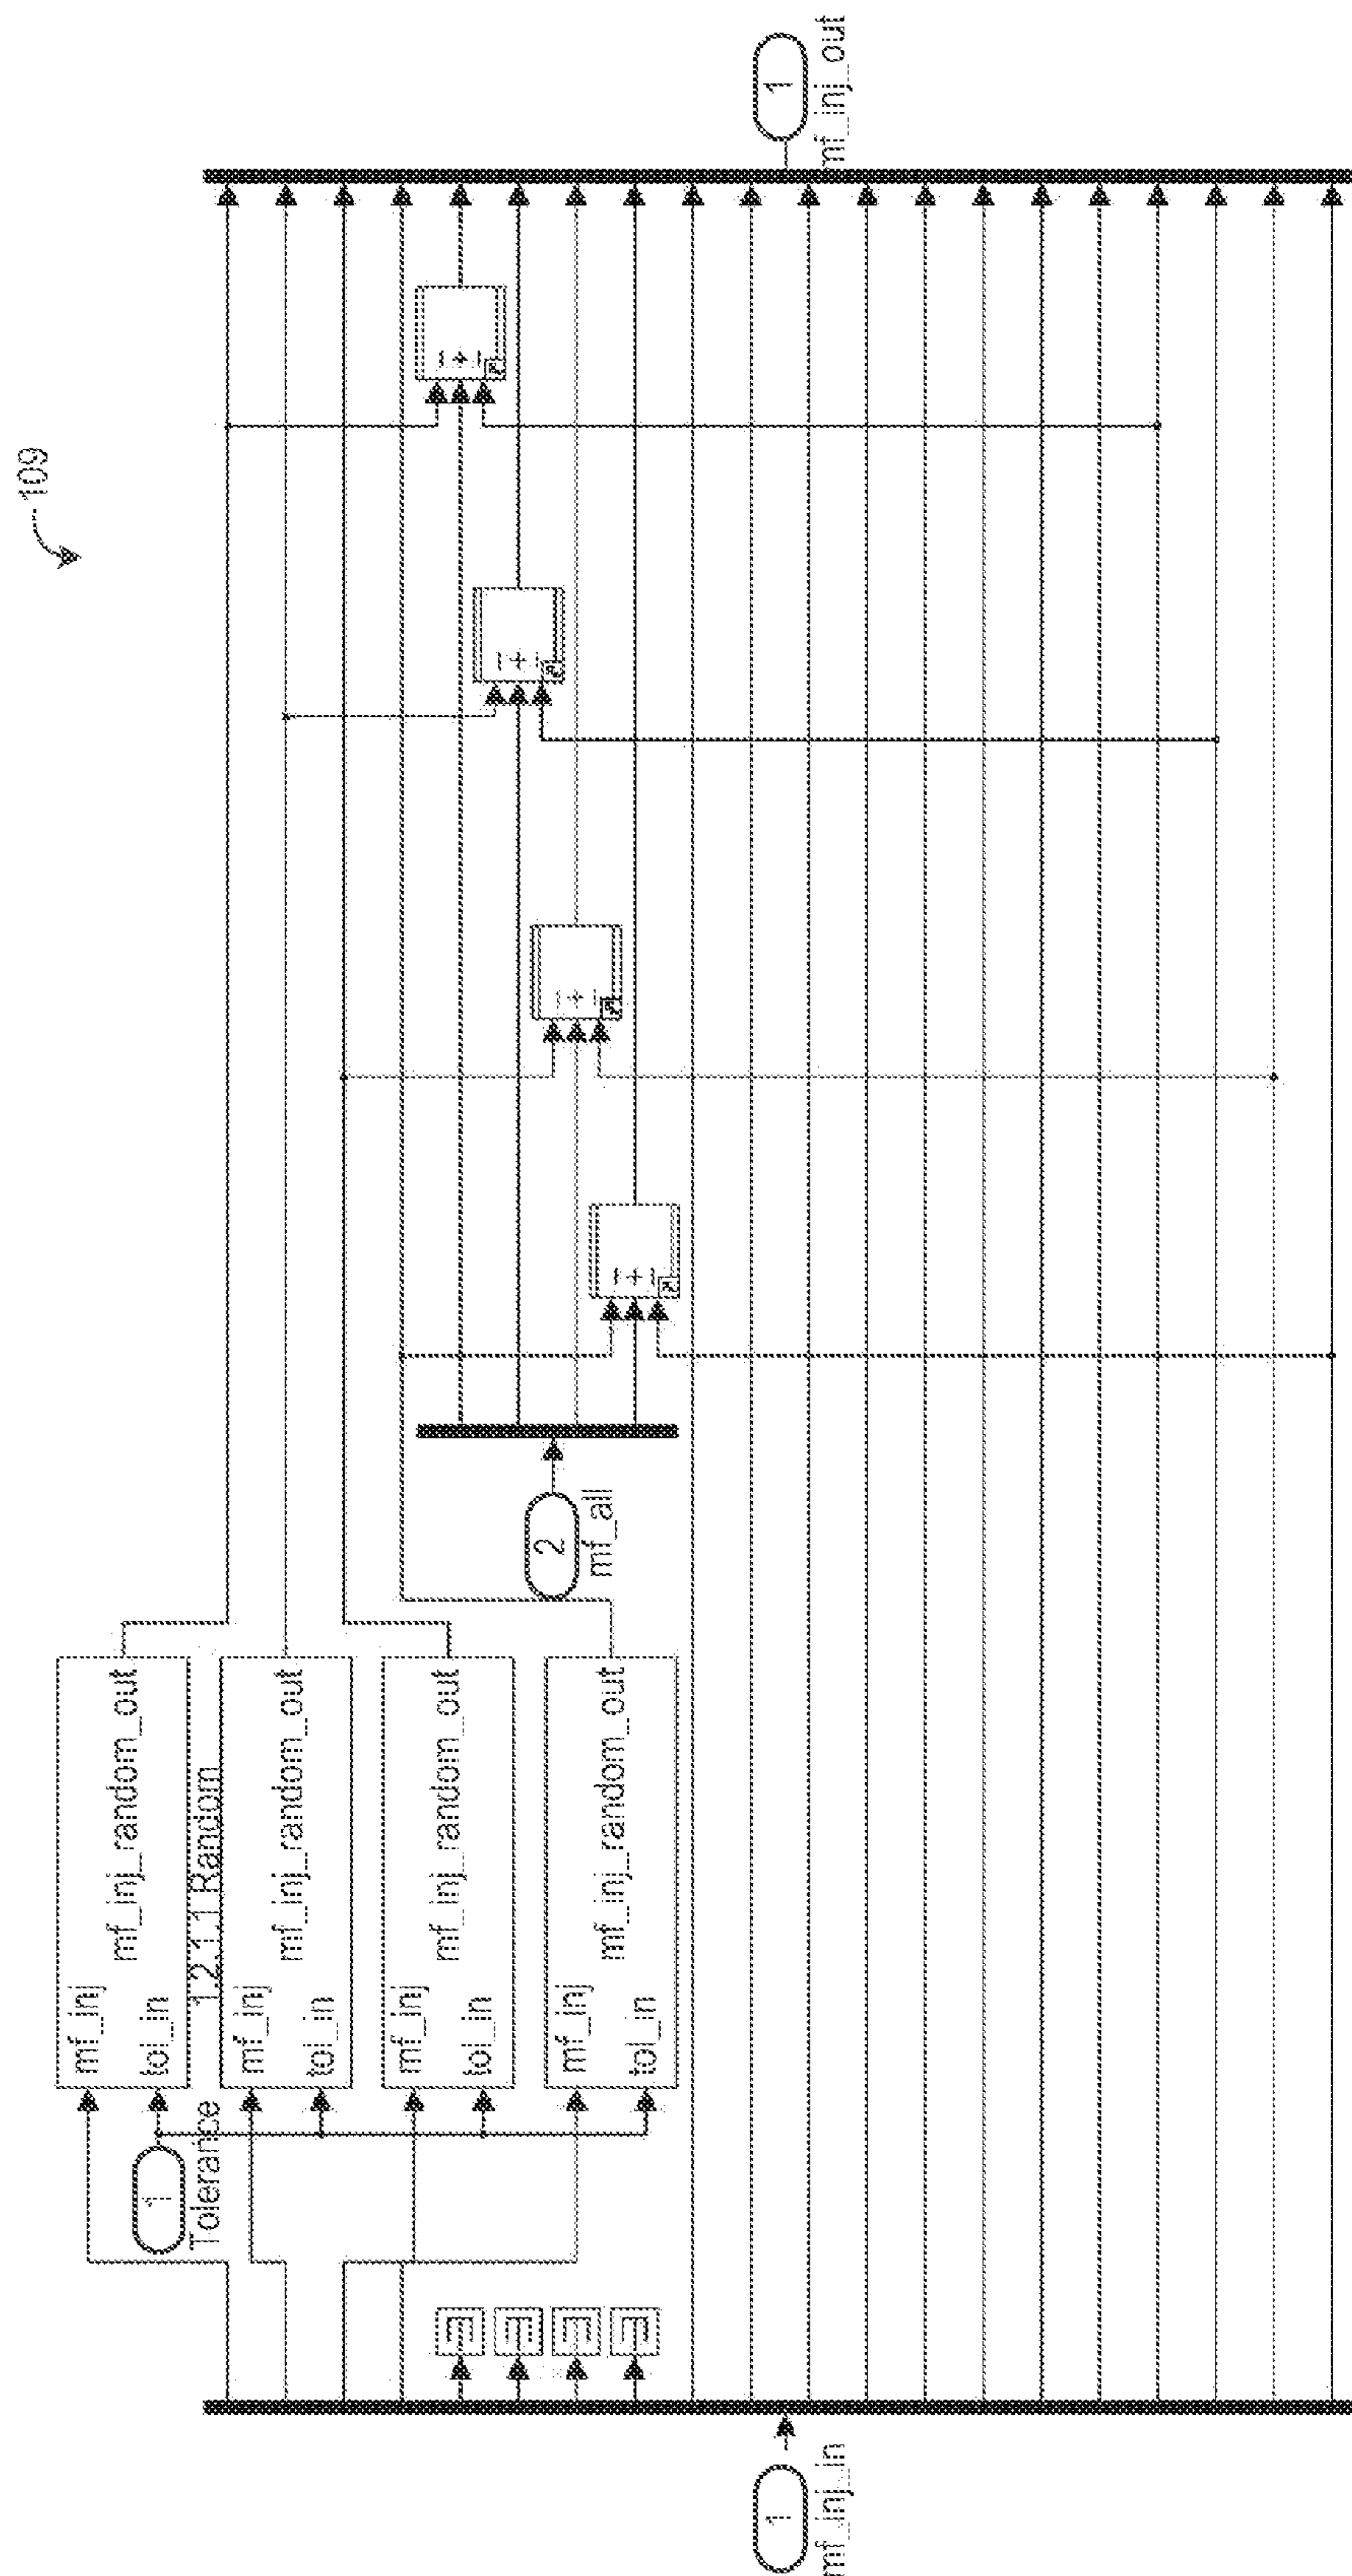 109
mf_inj
tol_in
mf_inj_random_out
1.2.1.1 Random
mf_inj
tol_in
mf_inj_random_out
mf_inj
tol_in
mf_inj_random_out
mf_inj
tol_in
mf_inj_random_out
1
Tolerance
2
mf_all
1
mf_inj_in
1
mf_inj_out